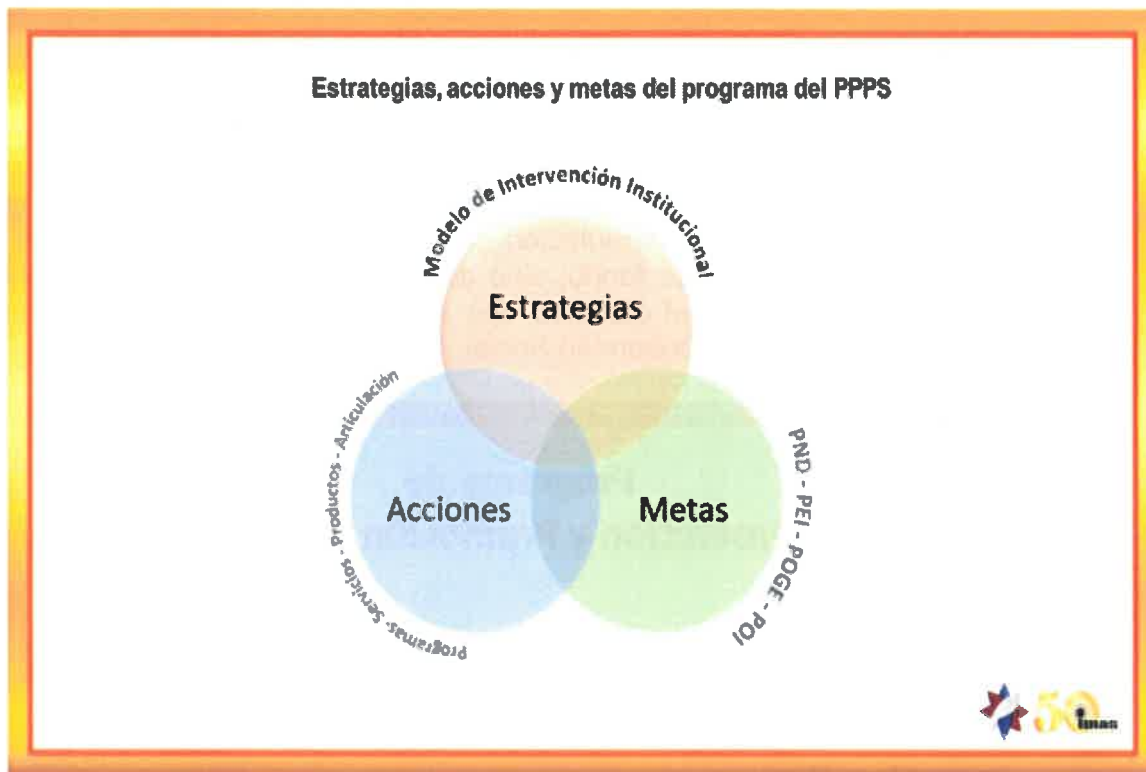 Estrategias, acciones y metas del programa del PPPS
Modelo de Intervención Institucional
Estrategias
Programas- Servicios - Productos - Articulación
Acciones
Metas
PND - PEI - POGE - POI
50
imas